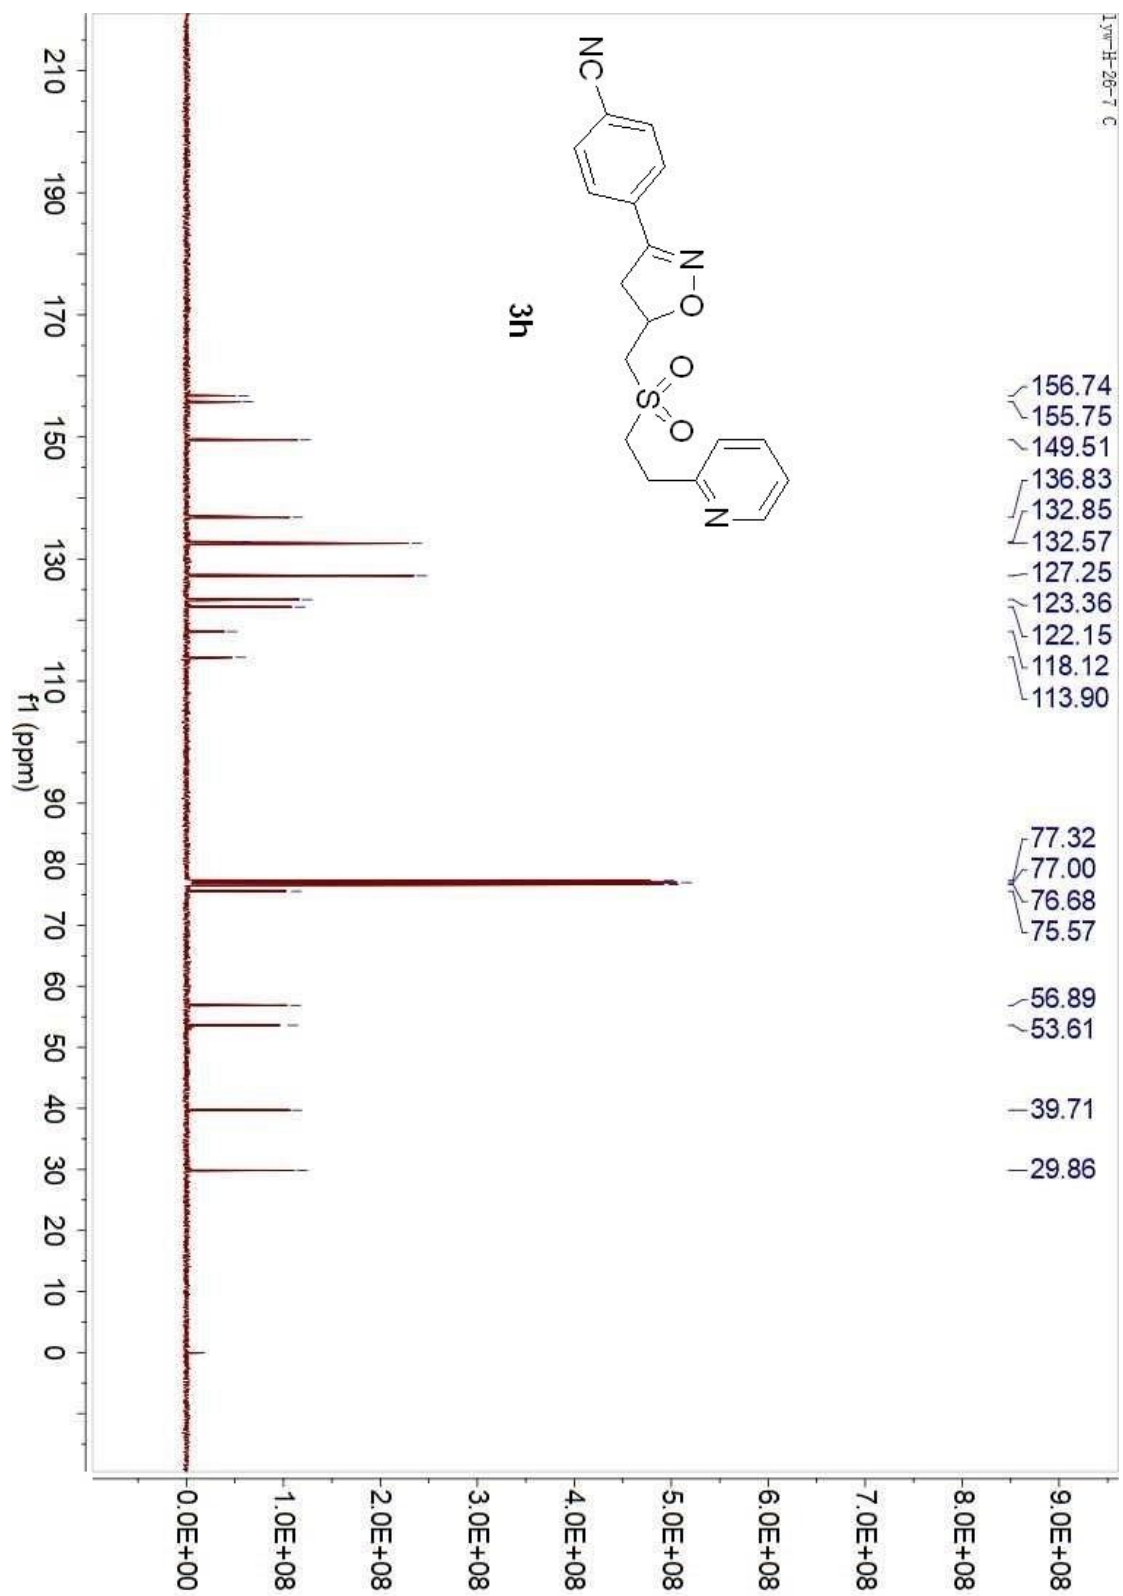 lyw-H-26-7 C
156.74
155.75
149.51
136.83
132.85
132.57
127.25
123.36
122.15
118.12
113.90
77.32
77.00
76.68
75.57
56.89
53.61
39.71
29.86
NC
N
O
O
S
O
N
3h
9.0E+08
8.0E+08
7.0E+08
6.0E+08
5.0E+08
4.0E+08
3.0E+08
2.0E+08
1.0E+08
0.0E+00
210 190 170 150 130 110 90 80 70 60 50 40 30 20 10 0
f1 (ppm)